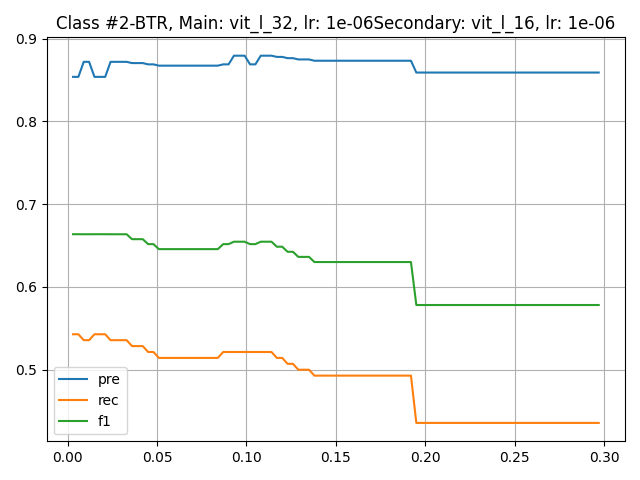 Class #2-BTR, Main: vit_l_32, lr: 1e-06Secondary: vit_l_16, lr: 1e-06
0.9
0.8
0.7
0.6
0.5
pre
rec
f1
0.00 0.05 0.10 0.15 0.20 0.25 0.30